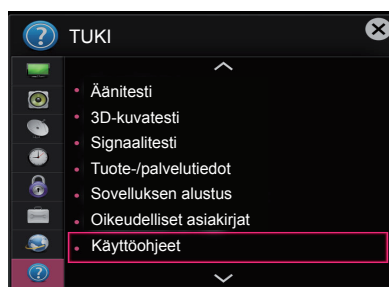 TUKI
Äänitesti
3D-kuvatesti
Signaalitesti
Tuote-/palvelutiedot
Sovelluksen alustus
Oikeudelliset asiakirjat
Käyttöohjeet